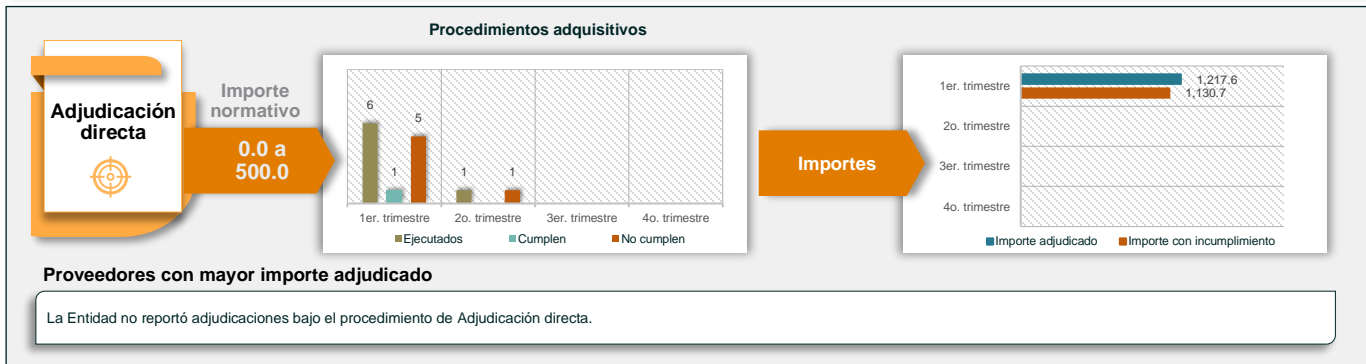 Adjudicación
directa
Importe
normativo
0.0 a
500.0
Procedimientos adquisitivos
6
1
5
1
1
1er. trimestre
2o. trimestre
3er. trimestre
4o. trimestre
Ejecutados
Cumplen
No cumplen
Importes
1er. trimestre
1,217.6
1,130.7
2o. trimestre
3er. trimestre
4o. trimestre
Importe adjudicado
Importe con incumplimiento
Proveedores con mayor importe adjudicado
La Entidad no reportó adjudicaciones bajo el procedimiento de Adjudicación directa.